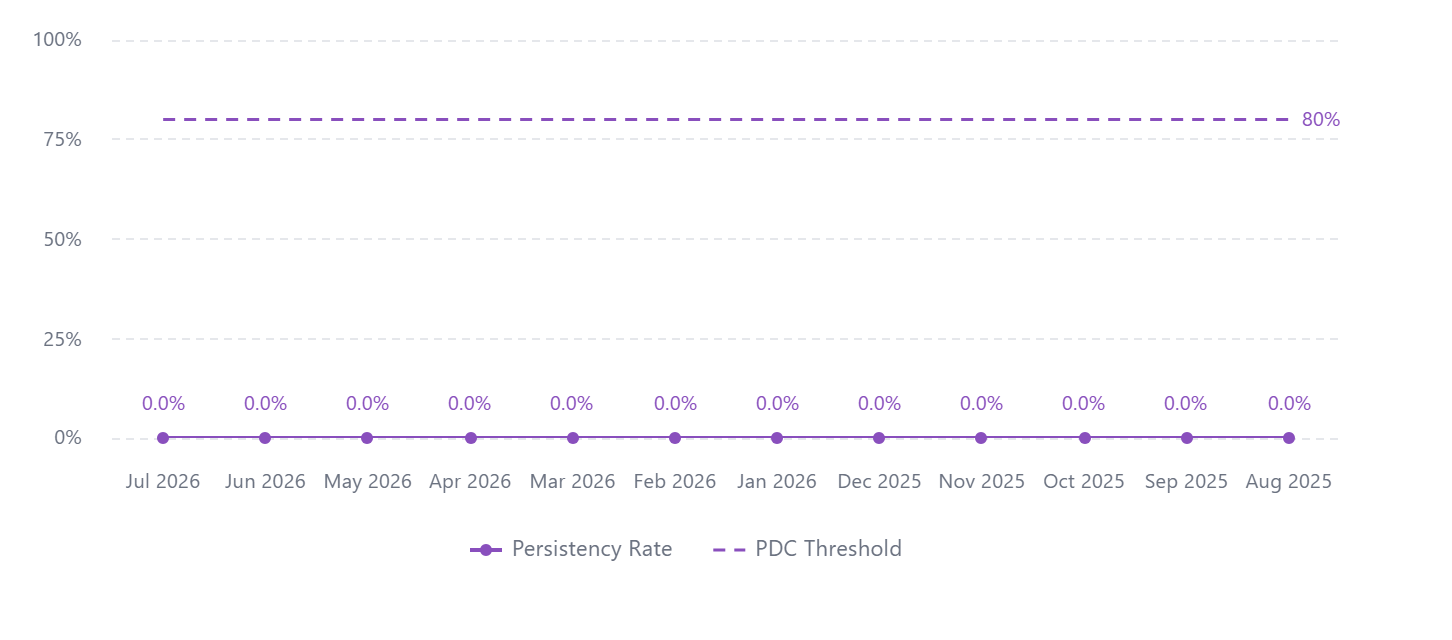 100%
80%
75%
50%
25%
0.0% 0.0% 0.0% 0.0% 0.0% 0.0% 0.0% 0.0% 0.0% 0.0% 0.0% 0.0%
0%
Jul 2026 Jun 2026 May 2026 Apr 2026 Mar 2026 Feb 2026 Jan 2026 Dec 2025 Nov 2025 Oct 2025 Sep 2025 Aug 2025
Persistency Rate PDC Threshold